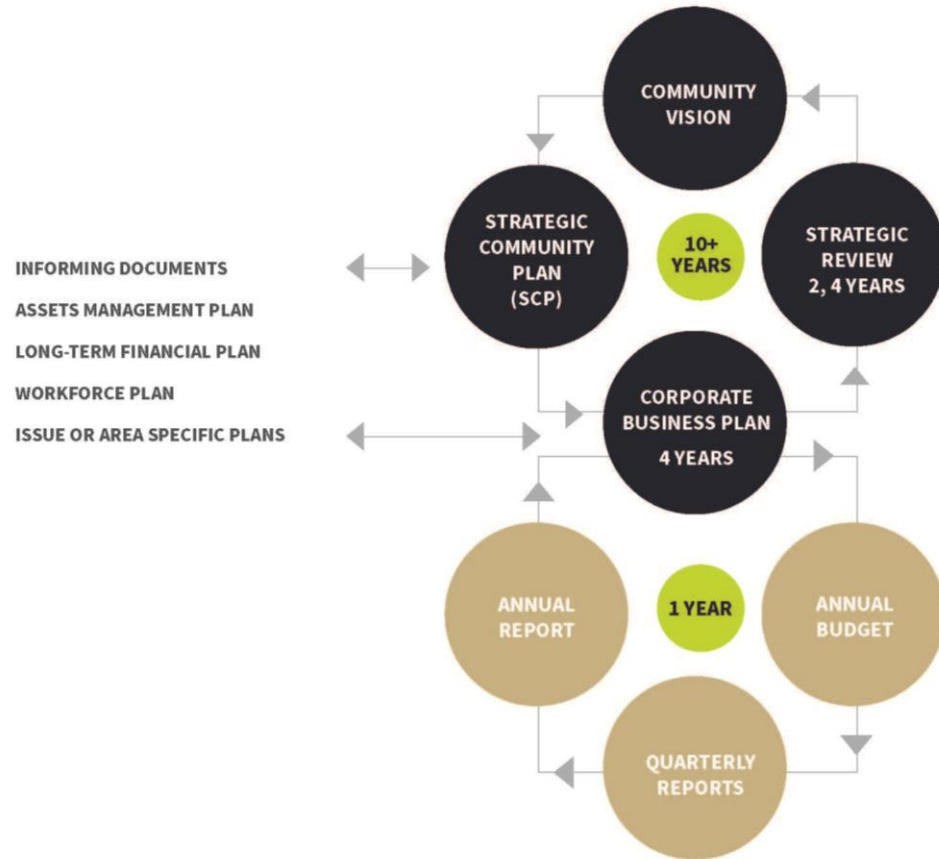 COMMUNITY
VISION
STRATEGIC
COMMUNITY
PLAN
(SCP)
10+
YEARS
STRATEGIC
REVIEW
2, 4 YEARS
INFORMING DOCUMENTS
ASSETS MANAGEMENT PLAN
LONG-TERM FINANCIAL PLAN
WORKFORCE PLAN
ISSUE OR AREA SPECIFIC PLANS
CORPORATE
BUSINESS PLAN
4 YEARS
ANNUAL
REPORT
1 YEAR
ANNUAL
BUDGET
QUARTERLY
REPORTS